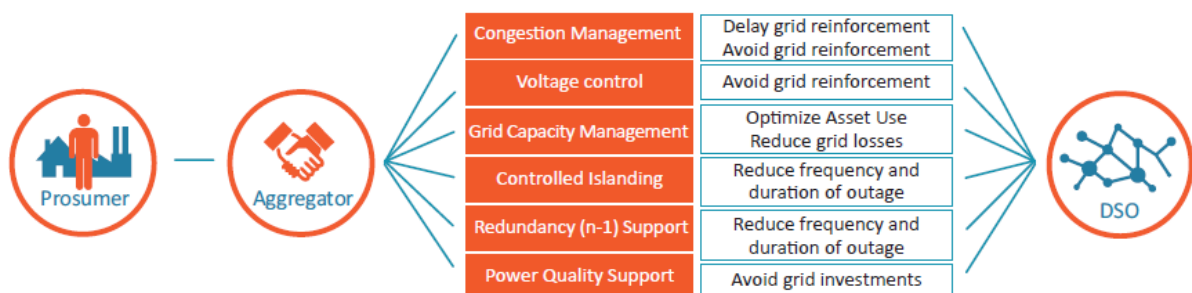 Prosumer
Aggregator
Congestion Management
Delay grid reinforcement
Avoid grid reinforcement
Voltage control
Avoid grid reinforcement
Grid Capacity Management
Optimize Asset Use
Reduce grid losses
Controlled Islanding
Reduce frequency and
duration of outage
Redundancy (n-1) Support
Reduce frequency and
duration of outage
Power Quality Support
Avoid grid investments
DSO